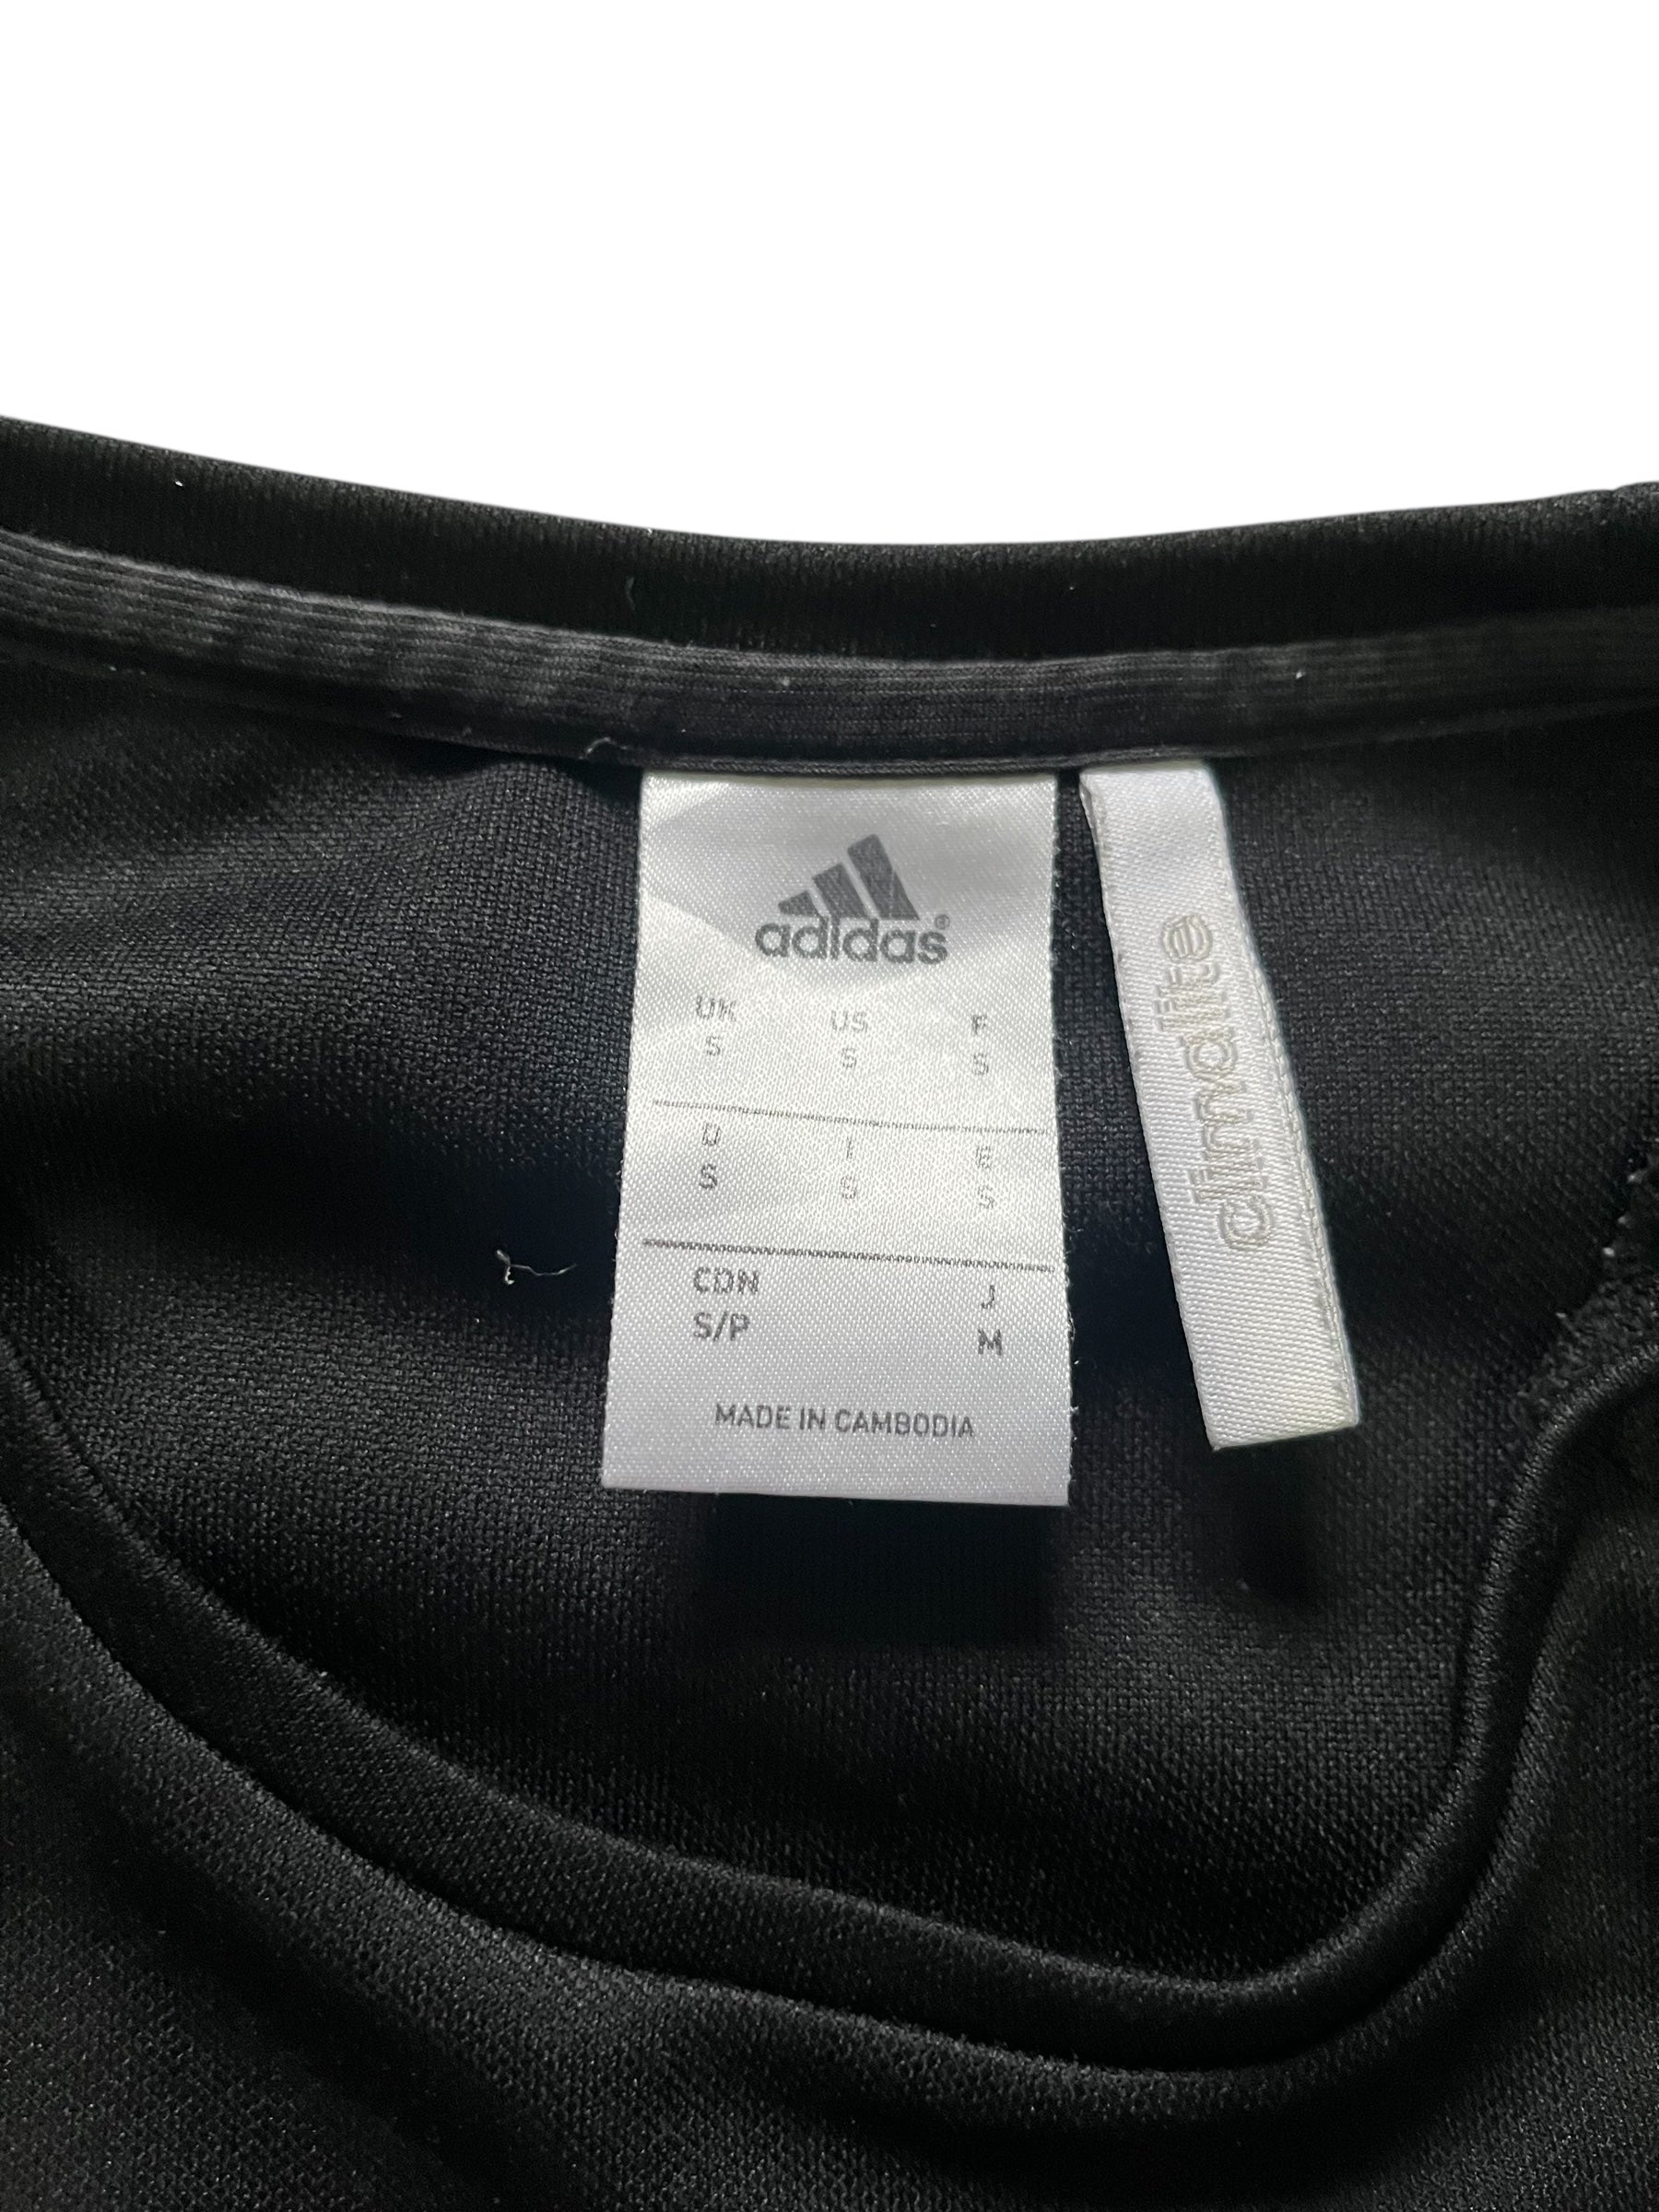 adidas®
UK US F
S S S
D I E
S S S
CDN J
S/P M
MADE IN CAMBODIA
climalite